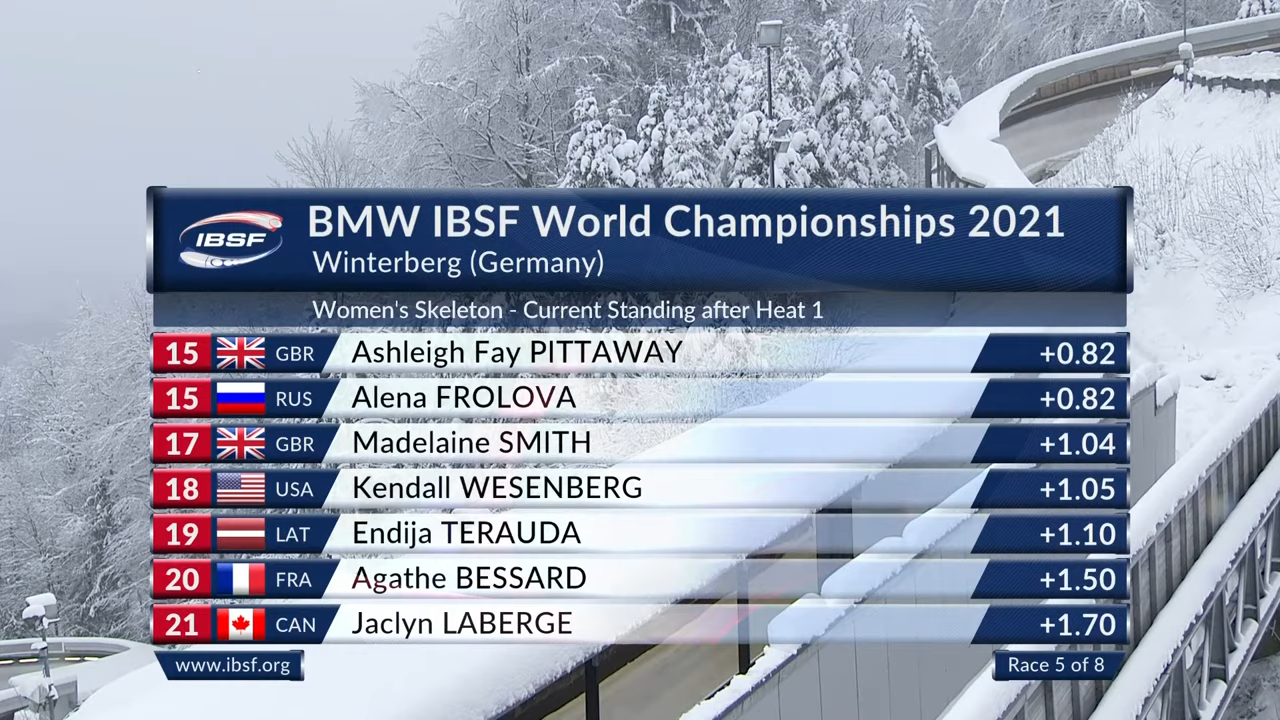 BMW IBSF World Championships 2021
IBSF
Winterberg (Germany)
Women's Skeleton - Current Standing after Heat 1
15 GBR Ashleigh Fay PITTAWAY +0.82
15 RUS Alena FROLOVA +0.82
17 GBR Madelaine SMITH +1.04
18 USA Kendall WESENBERG +1.05
19 LAT Endija TERAUDA +1.10
20 FRA Agathe BESSARD +1.50
21 CAN Jaclyn LABERGE +1.70
www.ibsf.org
Race 5 of 8